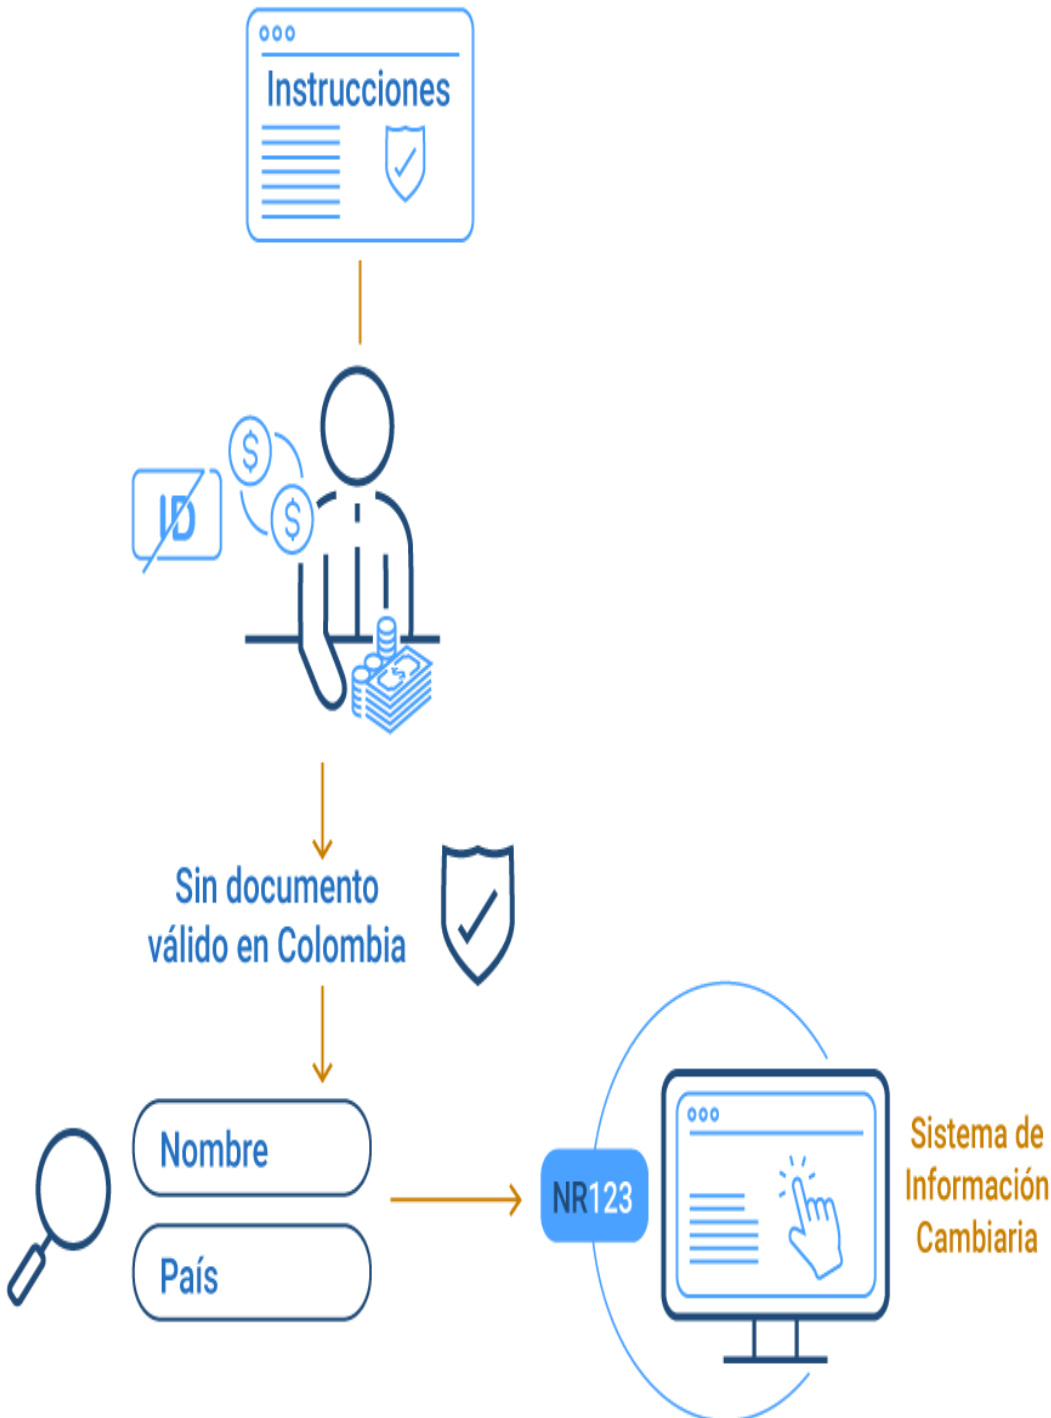 Instrucciones
$
$
ID
Sin documento
válido en Colombia
Nombre
País
NR123
Sistema de
Información
Cambiaria